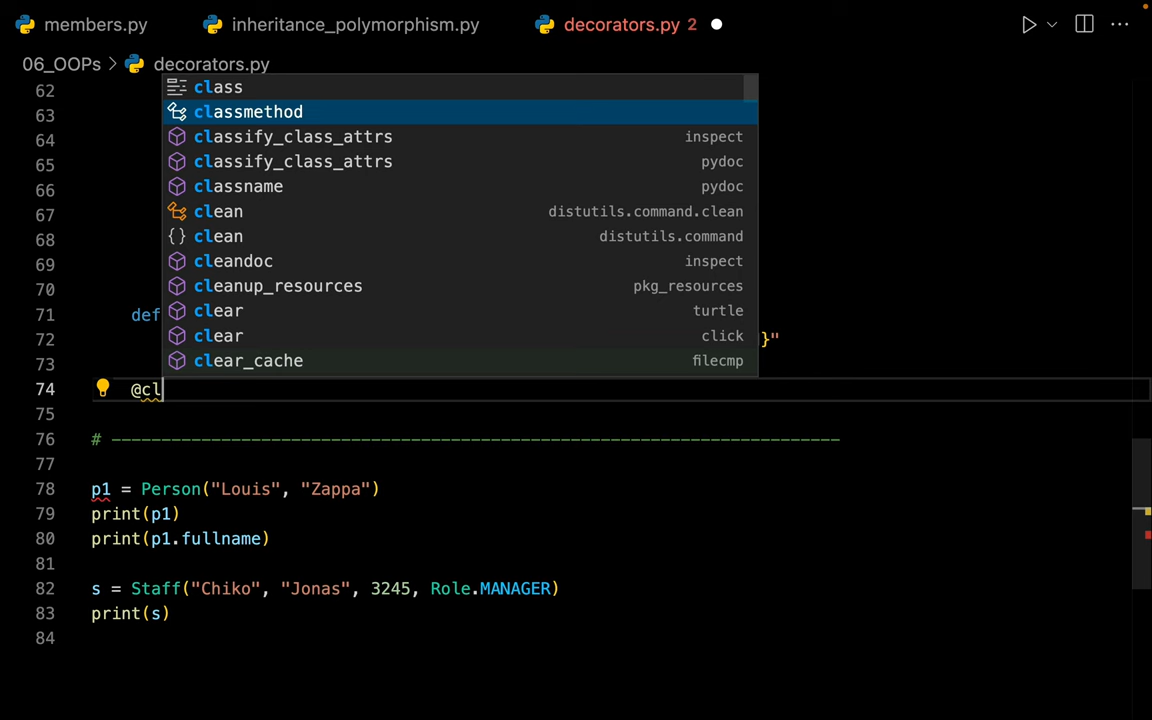 members.py inheritance_polymorphism.py decorators.py 2
06_OOPs > decorators.py
62
class
63
classmethod
64
classify_class_attrs inspect
65
classify_class_attrs pydoc
66
classname pydoc
67
clean distutils.command.clean
68
clean distutils.command
69
cleandoc inspect
70
cleanup_resources pkg_resources
71 def
clear turtle
72 }"
clear click
73
clear_cache filecmp
74 @cl
75
76 # -------------------------------------------------------------------------
77
78 p1 = Person("Louis", "Zappa")
79 print(p1)
80 print(p1.fullname)
81
82 s = Staff("Chiko", "Jonas", 3245, Role.MANAGER)
83 print(s)
84